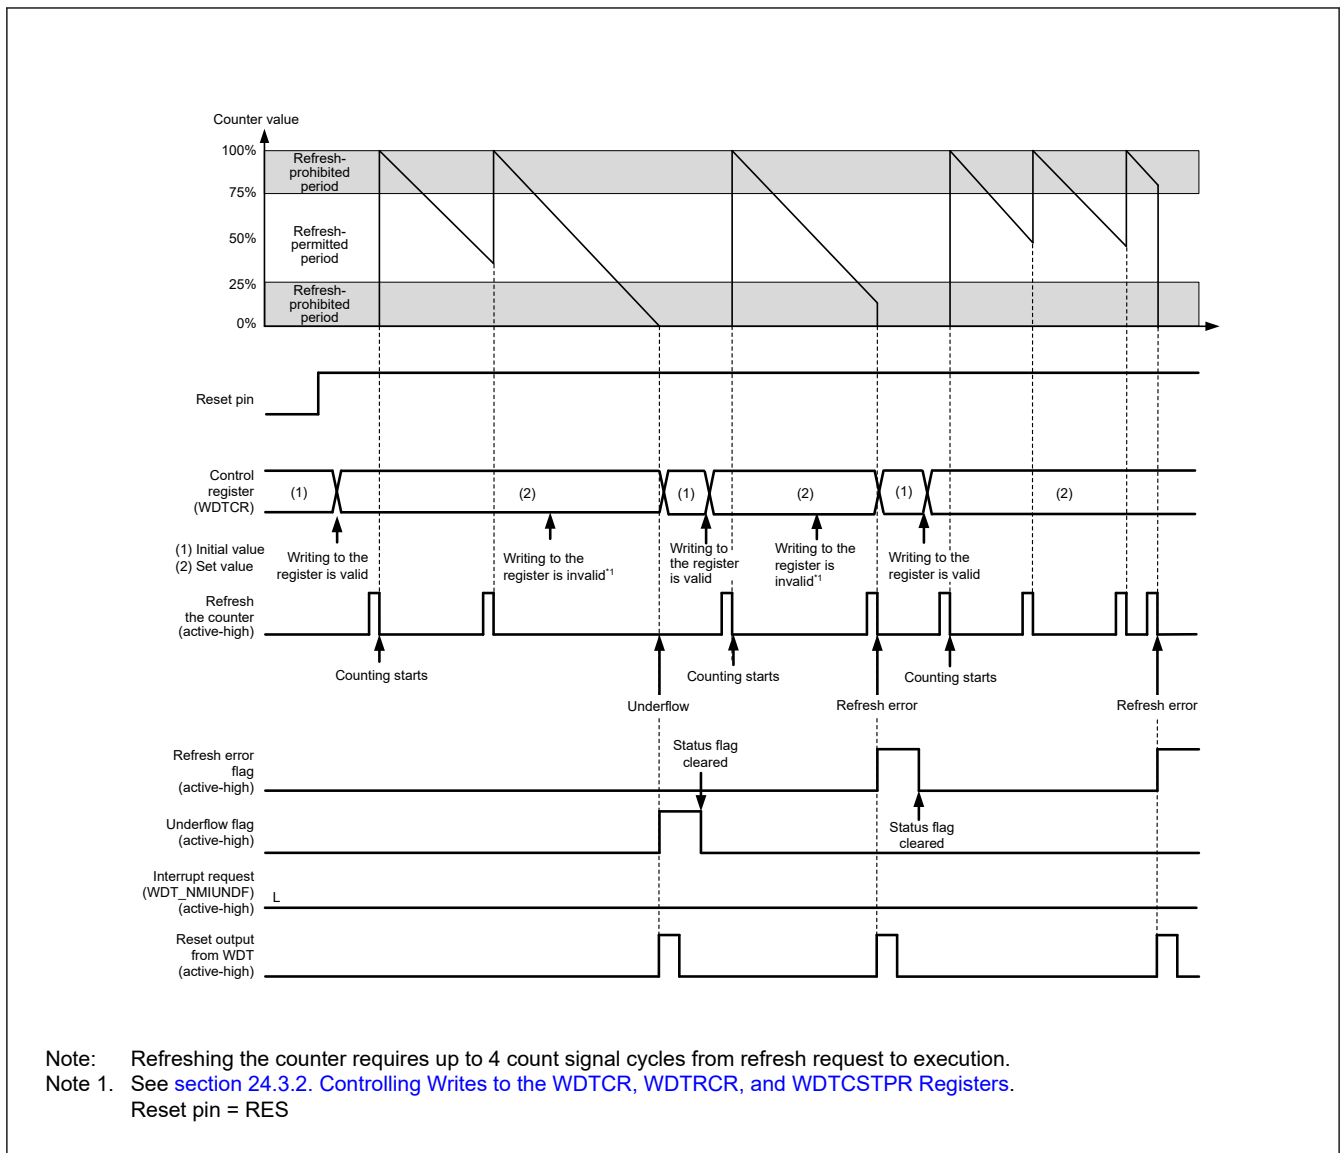 Counter value
100%
Refresh-
prohibited
period
75%
Refresh-
permitted
period
50%
25%
Refresh-
prohibited
period
0%
Reset pin
Control
register
(WDTCR)
(1)
(2)
(1)
(2)
(1)
(2)
(1) Initial value
(2) Set value
Writing to the
register is valid
Writing to the
register is invalid*1
Writing to
the register
is valid
Writing to the
register is
invalid*1
Writing to the
register is valid
Refresh
the counter
(active-high)
Counting starts
Counting starts
Counting starts
Underflow
Refresh error
Refresh error
Refresh error
flag
(active-high)
Status flag
cleared
Underflow flag
(active-high)
Status flag
cleared
Interrupt request
(WDT_NMIUNDF)
(active-high)
L
Reset output
from WDT
(active-high)
Note: Refreshing the counter requires up to 4 count signal cycles from refresh request to execution.
Note 1. See section 24.3.2. Controlling Writes to the WDTCR, WDTRCR, and WDTCSTPR Registers.
Reset pin = RES